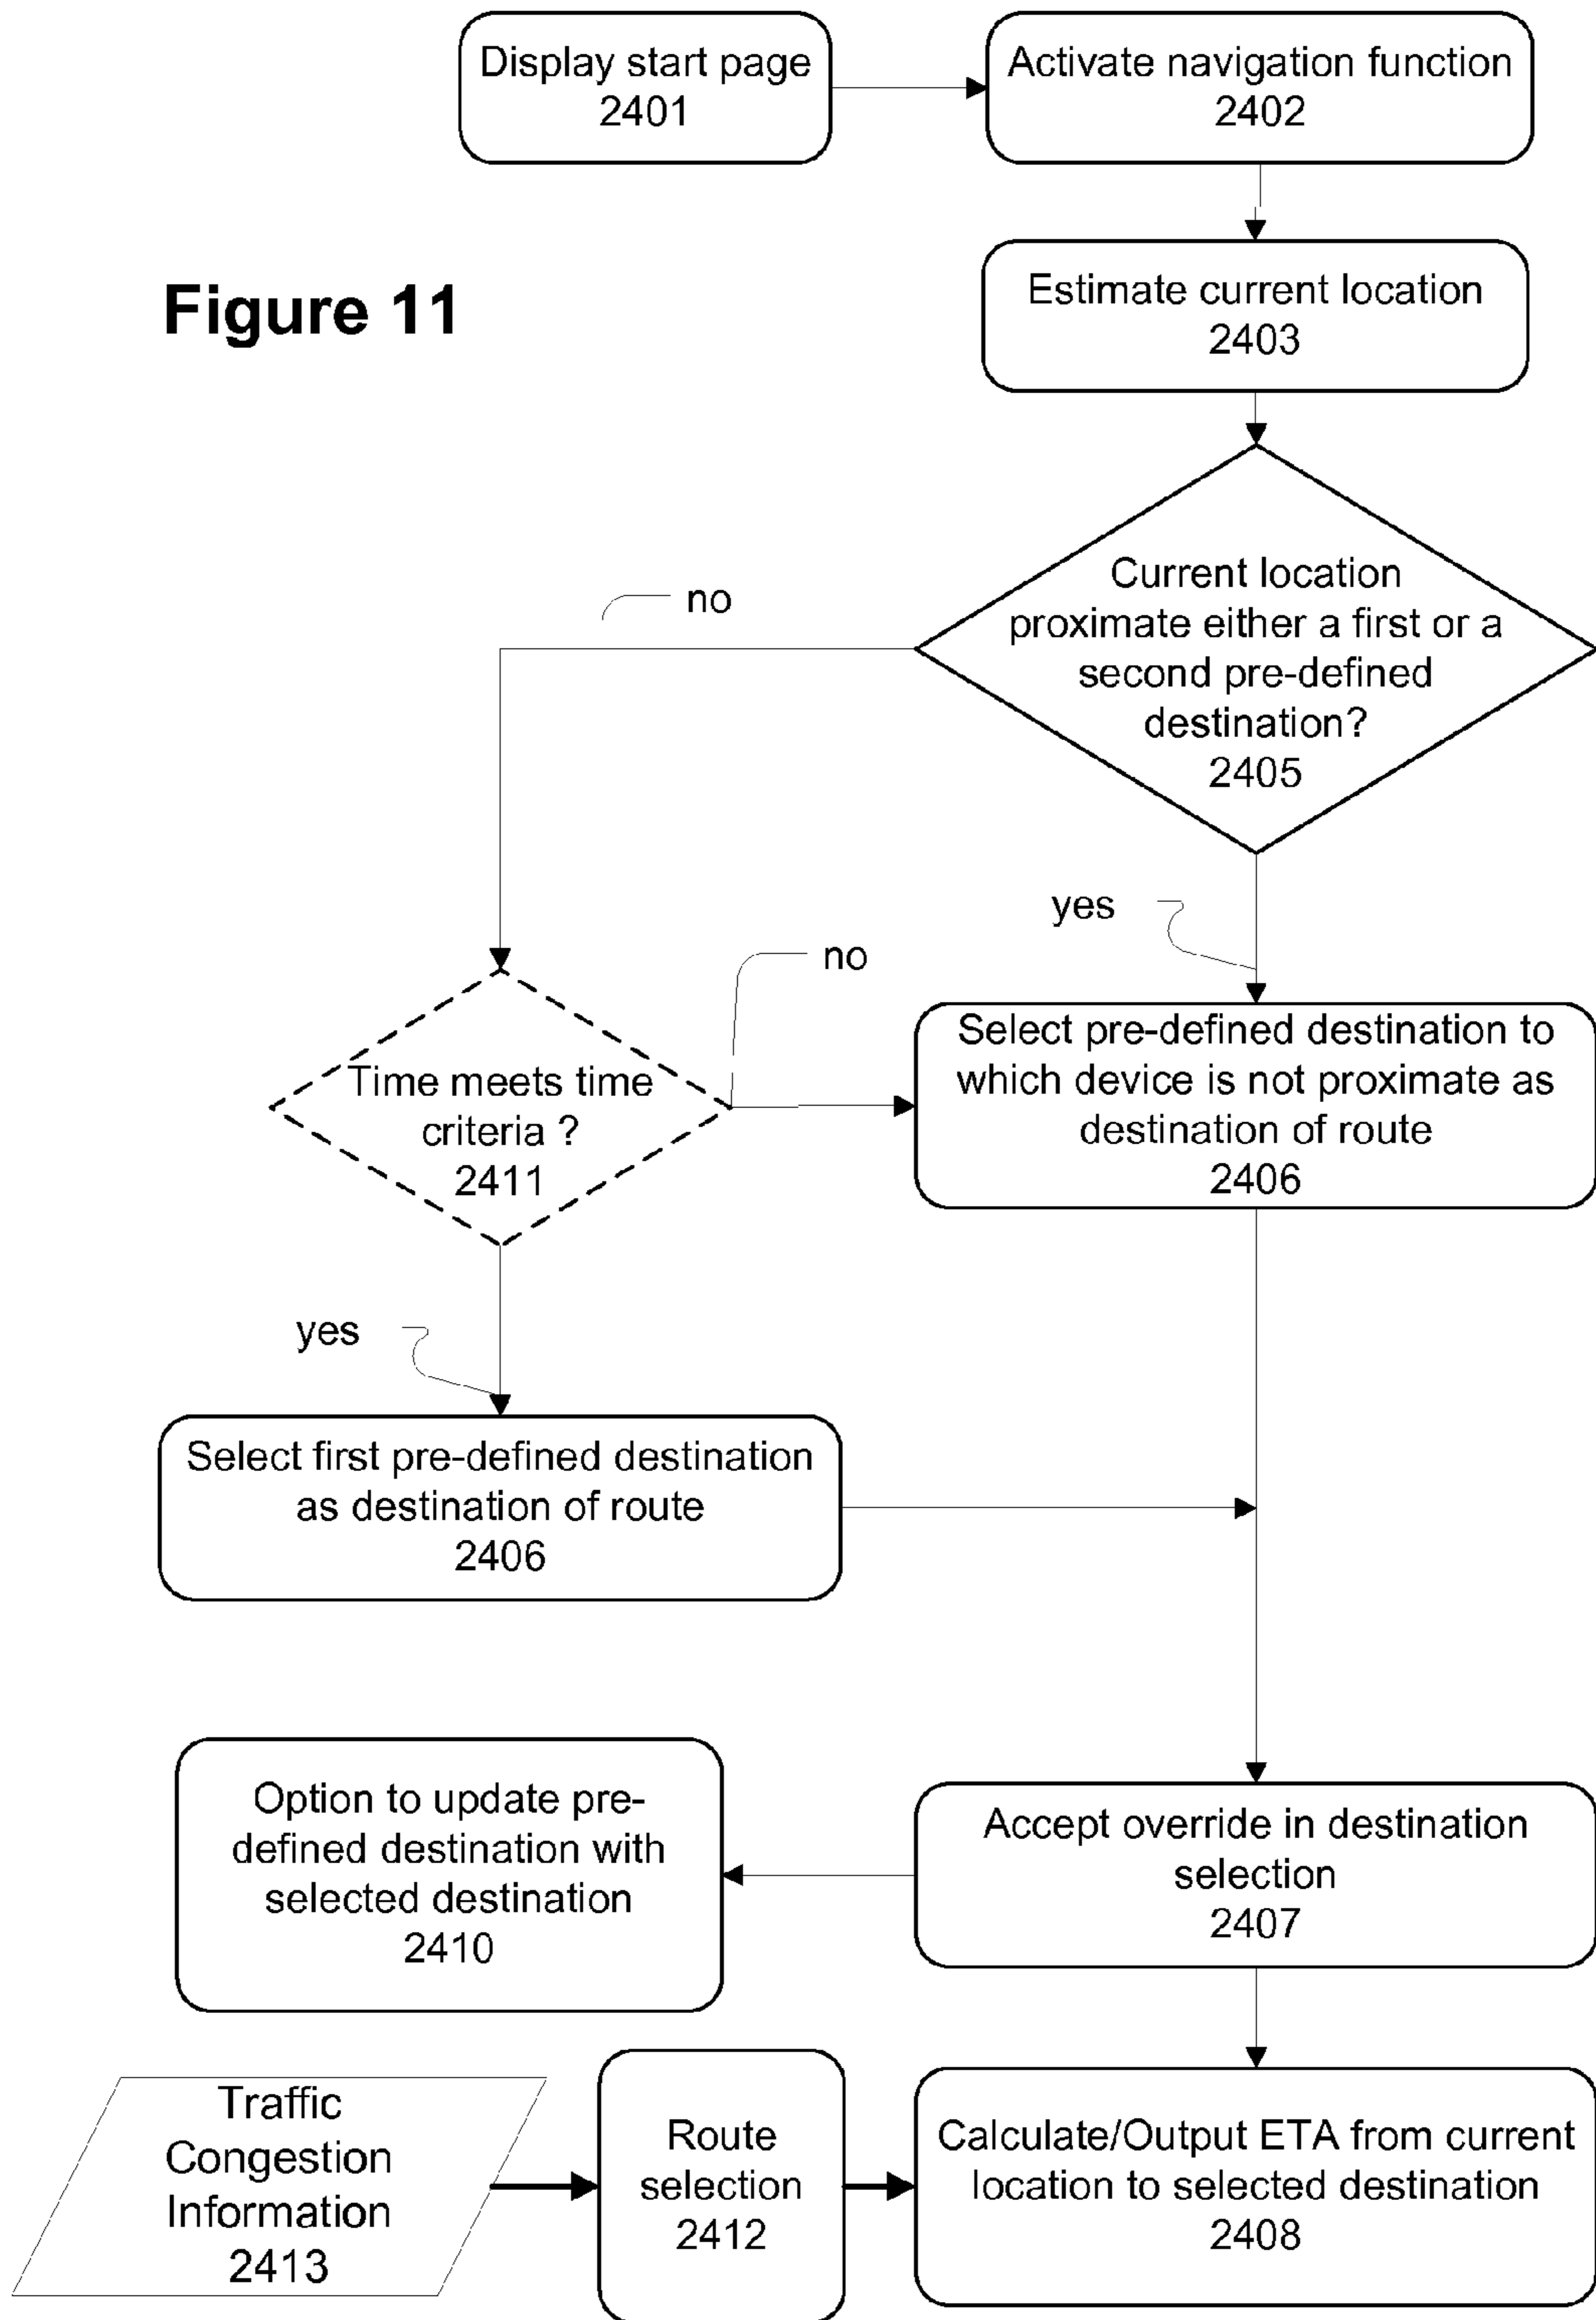 Display start page
2401
Activate navigation function
2402
Figure 11
Estimate current location
2403
Current location
proximate either a first or a
second pre-defined
destination?
2405
no
yes
no
Time meets time
criteria ?
2411
Select pre-defined destination to
which device is not proximate as
destination of route
2406
yes
Select first pre-defined destination
as destination of route
2406
Option to update pre-
defined destination with
selected destination
2410
Accept override in destination
selection
2407
Traffic
Congestion
Information
2413
Route
selection
2412
Calculate/Output ETA from current
location to selected destination
2408